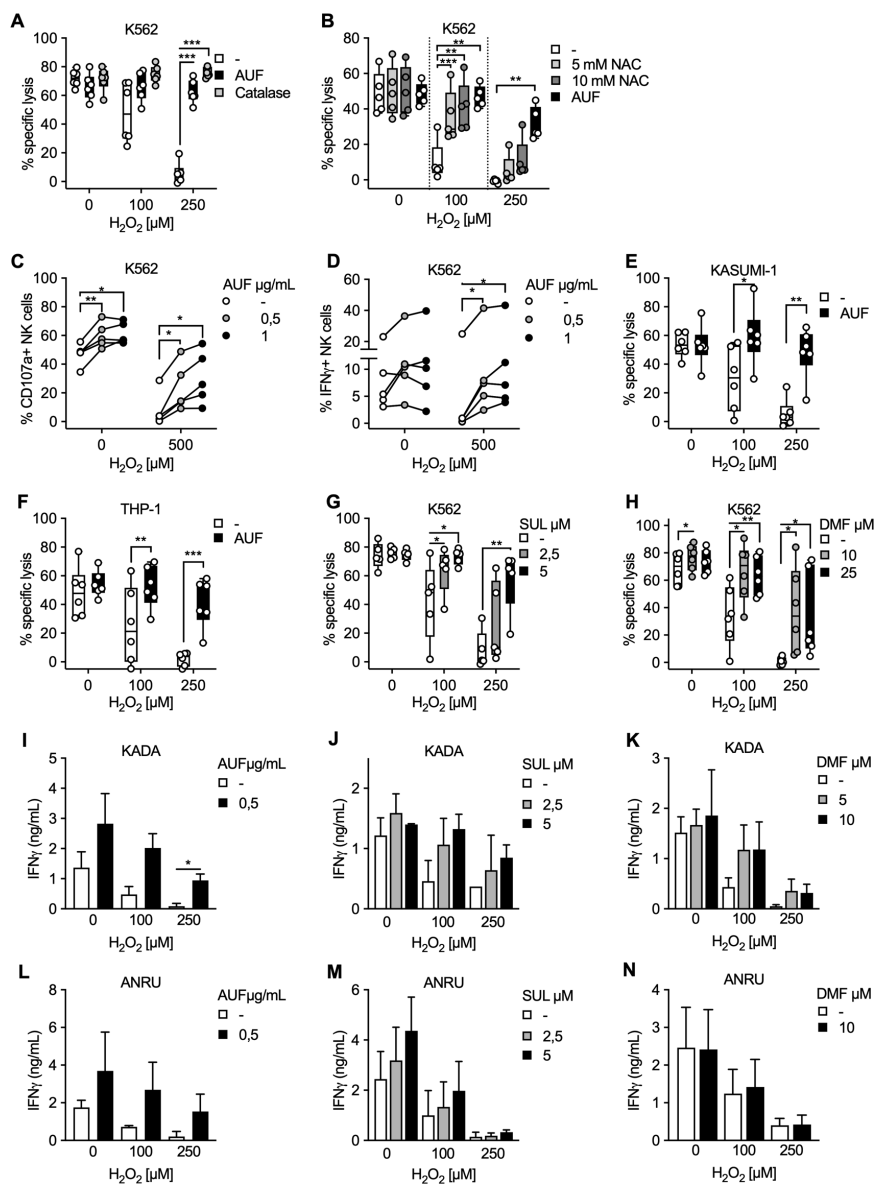 A
K562
***
***
% specific lysis
80
60
40
20
0
0 100 250
H2O2 [µM]
-
AUF
Catalase
B
K562
**
**
***
**
% specific lysis
80
60
40
20
0
0 100 250
H2O2 [µM]
-
5 mM NAC
10 mM NAC
AUF
C
K562
*
**
*
*
% CD107a+ NK cells
100
80
60
40
20
0
0 500
H2O2 [µM]
AUF µg/mL
-
0,5
1
D
K562
*
*
% IFNγ+ NK cells
60
40
20
15
10
5
0
0 500
H2O2 [µM]
AUF µg/mL
-
0,5
1
E
KASUMI-1
*
**
% specific lysis
100
80
60
40
20
0
0 100 250
H2O2 [µM]
-
AUF
F
THP-1
**
***
% specific lysis
100
80
60
40
20
0
0 100 250
H2O2 [µM]
-
AUF
G
K562
*
*
**
% specific lysis
100
80
60
40
20
0
0 100 250
H2O2 [µM]
SUL µM
-
2,5
5
H
K562
*
**
*
*
*
% specific lysis
100
80
60
40
20
0
0 100 250
H2O2 [µM]
DMF µM
-
10
25
I
KADA
*
IFNγ (ng/mL)
5
4
3
2
1
0
0 100 250
H2O2 [µM]
AUFµg/mL
-
0,5
J
KADA
IFNγ (ng/mL)
2
1
0
0 100 250
H2O2 [µM]
SUL µM
-
2,5
5
K
KADA
IFNγ (ng/mL)
3
2
1
0
0 100 250
H2O2 [µM]
DMF µM
-
5
10
L
ANRU
IFNγ (ng/mL)
8
6
4
2
0
0 100 250
H2O2 [µM]
AUFµg/mL
-
0,5
M
ANRU
IFNγ (ng/mL)
6
4
2
0
0 100 250
H2O2 [µM]
SUL µM
-
2,5
5
N
ANRU
IFNγ (ng/mL)
4
3
2
1
0
0 100 250
H2O2 [µM]
DMF µM
-
10